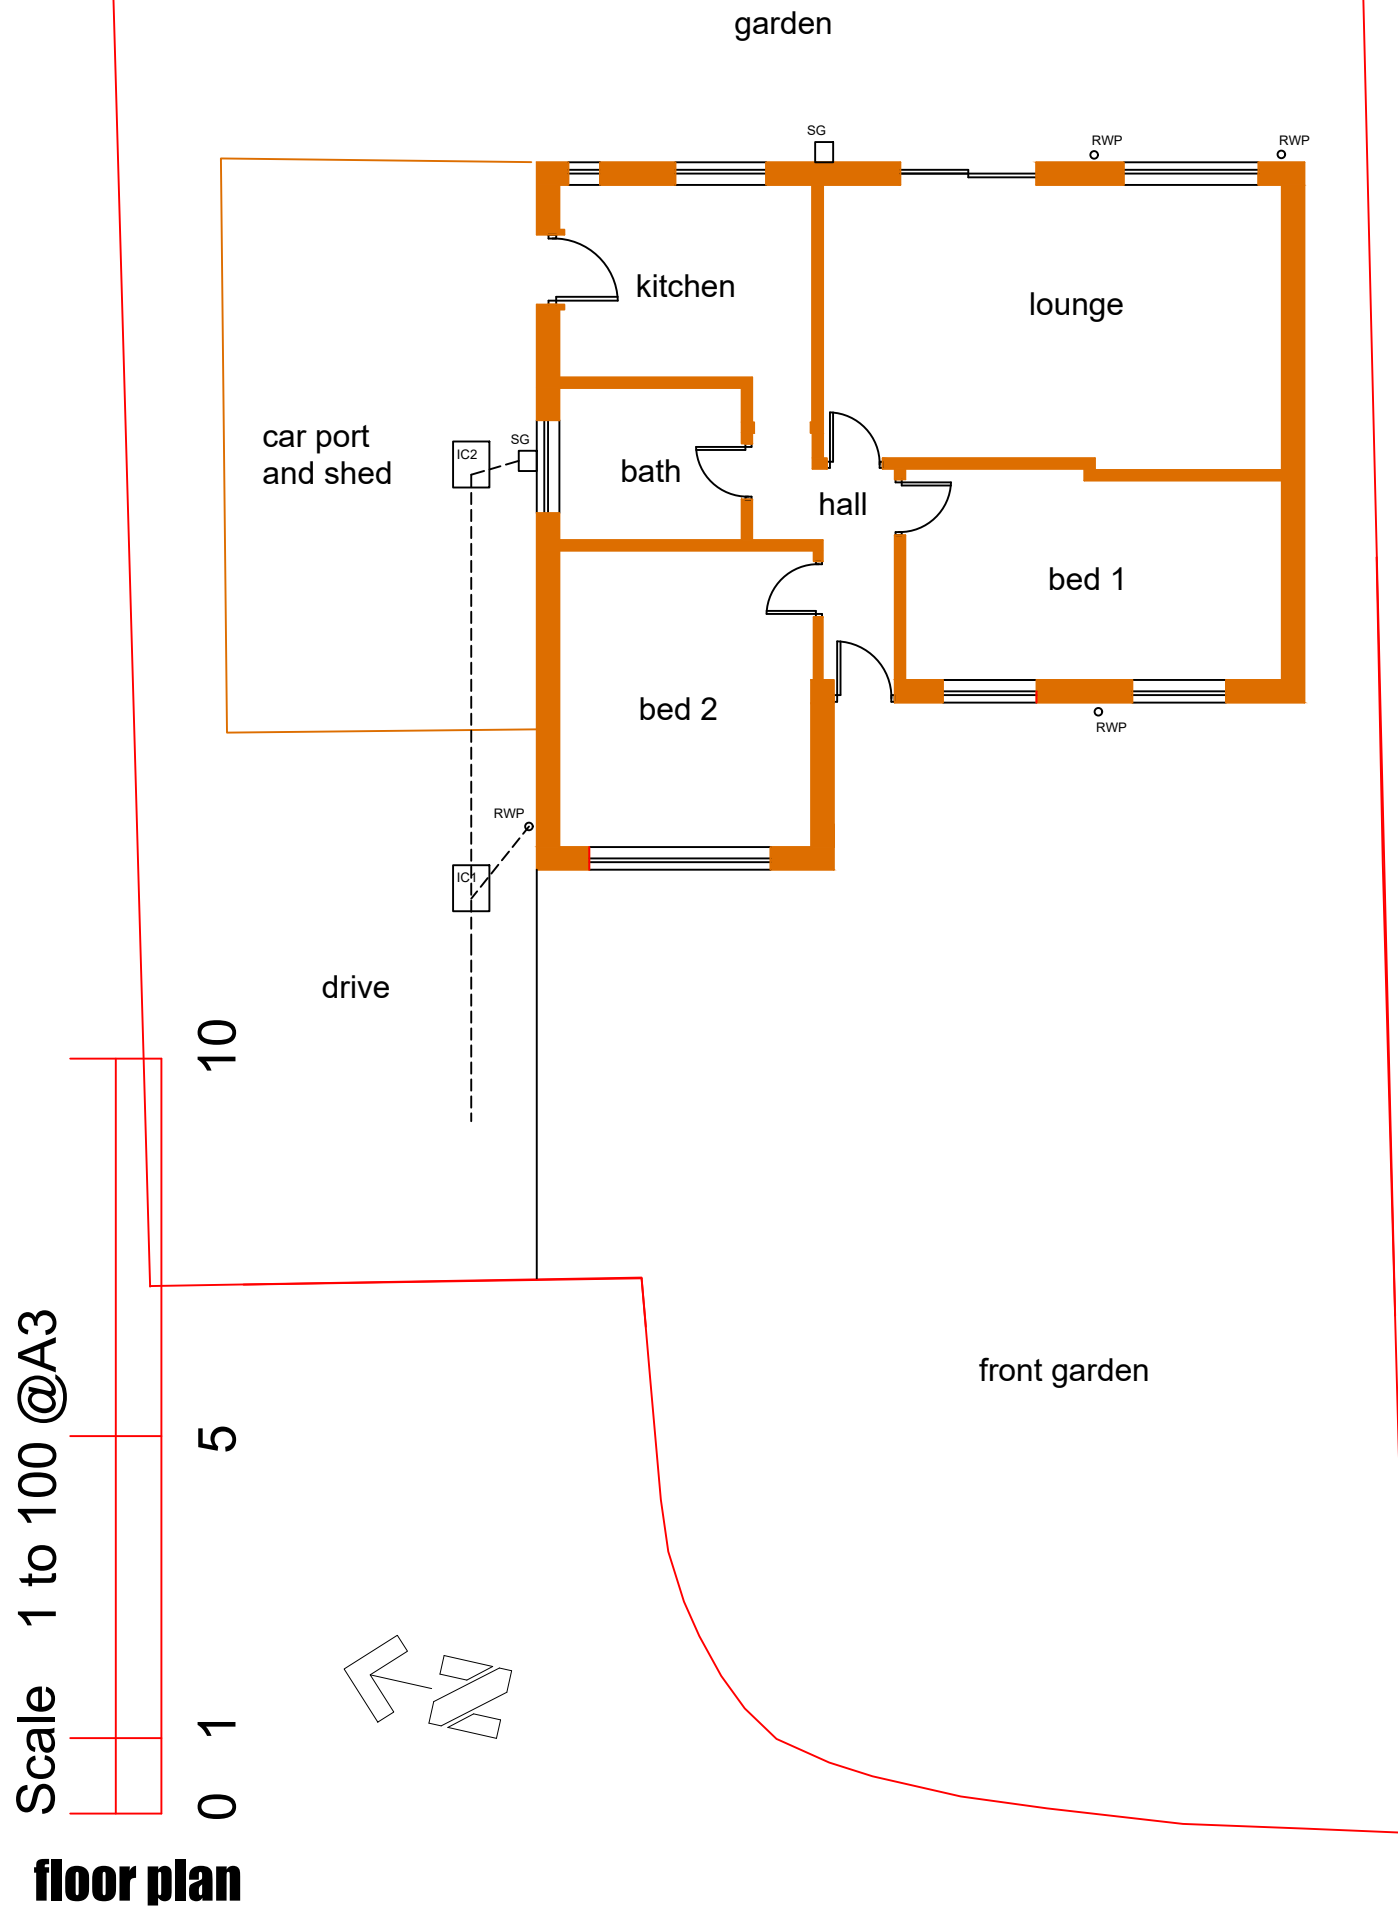 garden
SG
RWP
RWP
kitchen
lounge
car port
and shed
IC2
SG
bath
hall
bed 1
bed 2
RWP
RWP
IC1
drive
10
5
1
0
Scale 1 to 100 @A3
front garden
N
floor plan